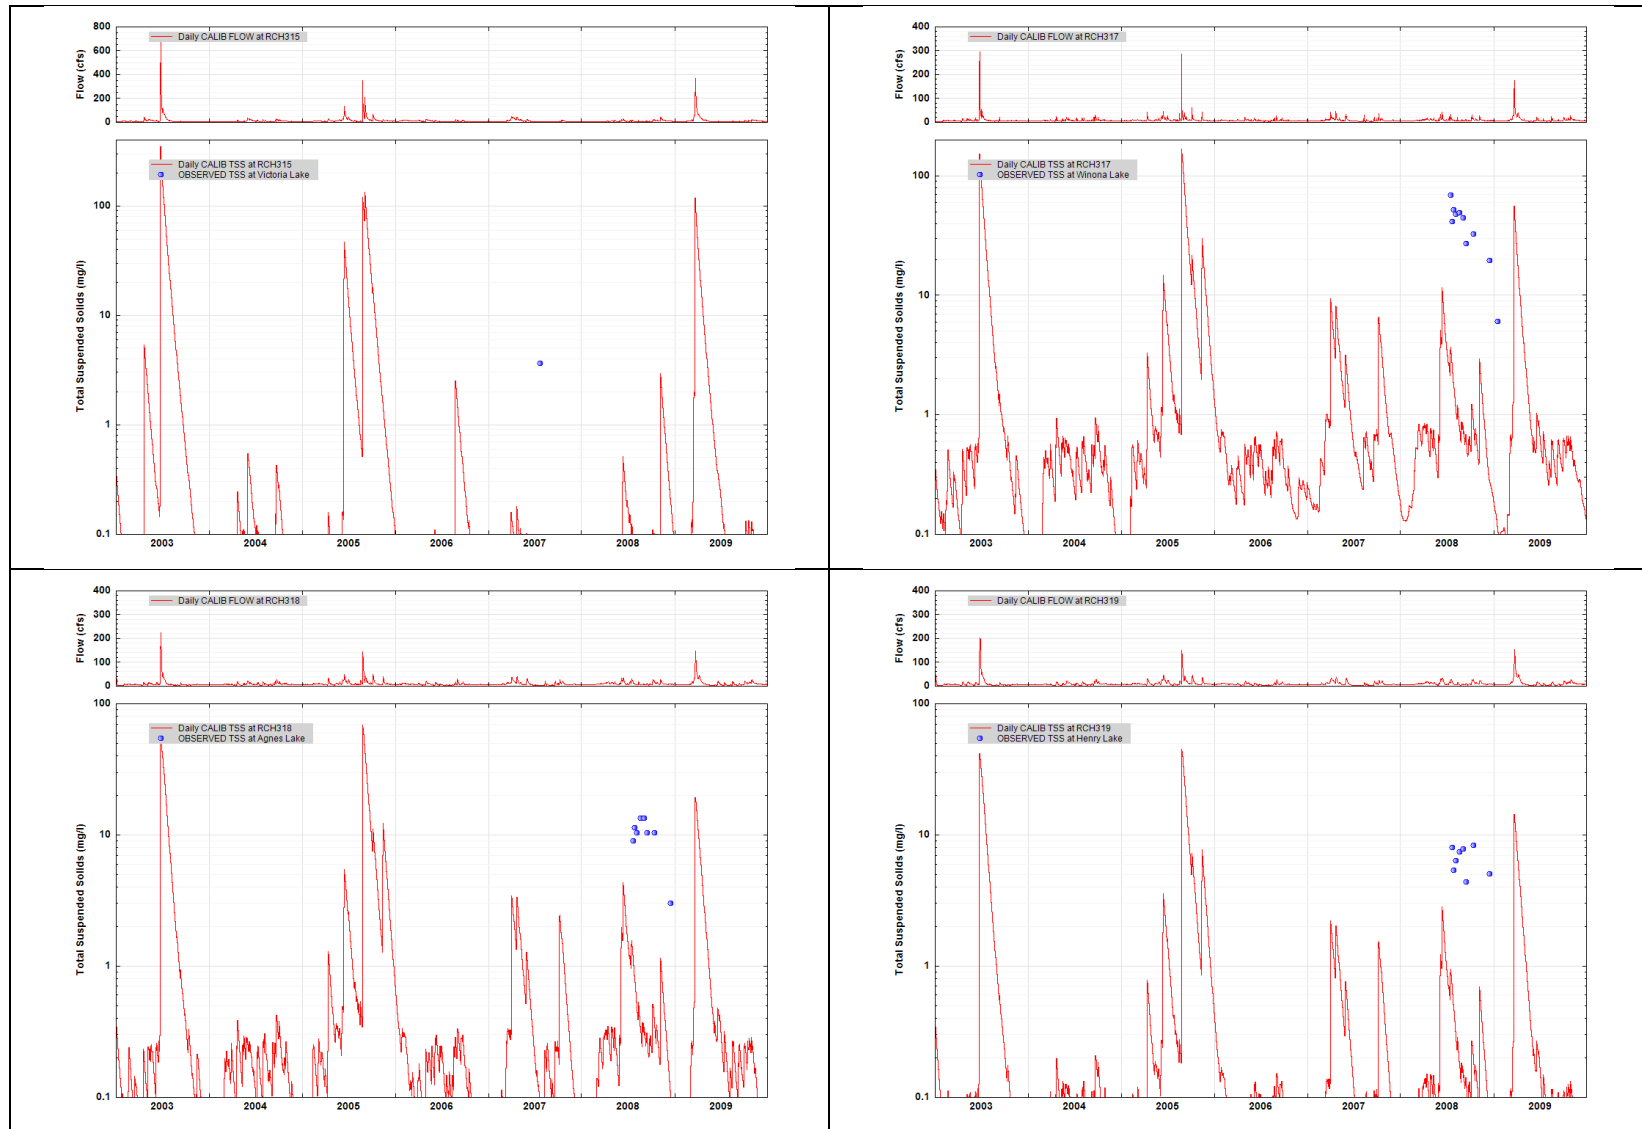 Daily CALIB FLOW at RCH315
Flow (cfs)
800
600
400
200
0
Daily CALIB TSS at RCH315
OBSERVED TSS at Victoria Lake
Total Suspended Solids (mg/l)
100
10
1
0.1
2003 2004 2005 2006 2007 2008 2009
Daily CALIB FLOW at RCH317
Flow (cfs)
400
300
200
100
0
Daily CALIB TSS at RCH317
OBSERVED TSS at Winona Lake
Total Suspended Solids (mg/l)
100
10
1
0.1
2003 2004 2005 2006 2007 2008 2009
Daily CALIB FLOW at RCH318
Flow (cfs)
400
300
200
100
0
Daily CALIB TSS at RCH318
OBSERVED TSS at Agnes Lake
Total Suspended Solids (mg/l)
100
10
1
0.1
2003 2004 2005 2006 2007 2008 2009
Daily CALIB FLOW at RCH319
Flow (cfs)
400
300
200
100
0
Daily CALIB TSS at RCH319
OBSERVED TSS at Henry Lake
Total Suspended Solids (mg/l)
100
10
1
0.1
2003 2004 2005 2006 2007 2008 2009